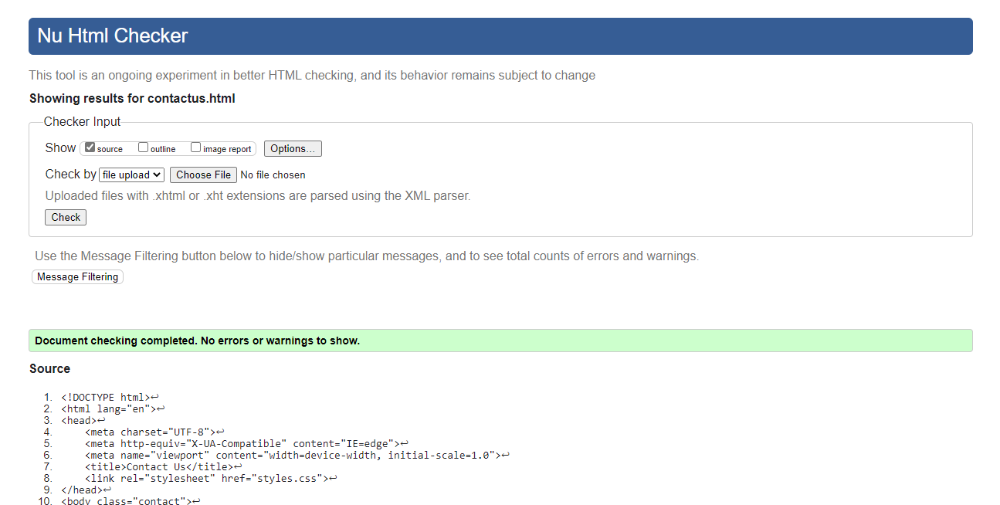 Nu Html Checker
This tool is an ongoing experiment in better HTML checking, and its behavior remains subject to change
Showing results for contactus.html
Checker Input
Show source outline image report Options...
Check by file upload Choose File No file chosen
Uploaded files with .xhtml or .xht extensions are parsed using the XML parser.
Check
Use the Message Filtering button below to hide/show particular messages, and to see total counts of errors and warnings.
Message Filtering
Document checking completed. No errors or warnings to show.
Source
1. <!DOCTYPE html>↩
2. <html lang="en">↩
3. <head>↩
4.     <meta charset="UTF-8">↩
5.     <meta http-equiv="X-UA-Compatible" content="IE=edge">↩
6.     <meta name="viewport" content="width=device-width, initial-scale=1.0">↩
7.     <title>Contact Us</title>↩
8.     <link rel="stylesheet" href="styles.css">↩
9. </head>↩
10. <body class="contact">↩